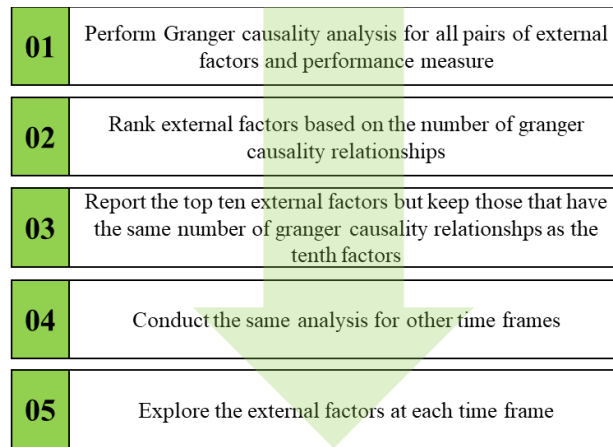 01
Perform Granger causality analysis for all pairs of external
factors and performance measure
02
Rank external factors based on the number of granger
causality relationships
03
Report the top ten external factors but keep those that have
the same number of granger causality relationshps as the
tenth factors
04
Conduct the same analysis for other time frames
05
Explore the external factors at each time frame